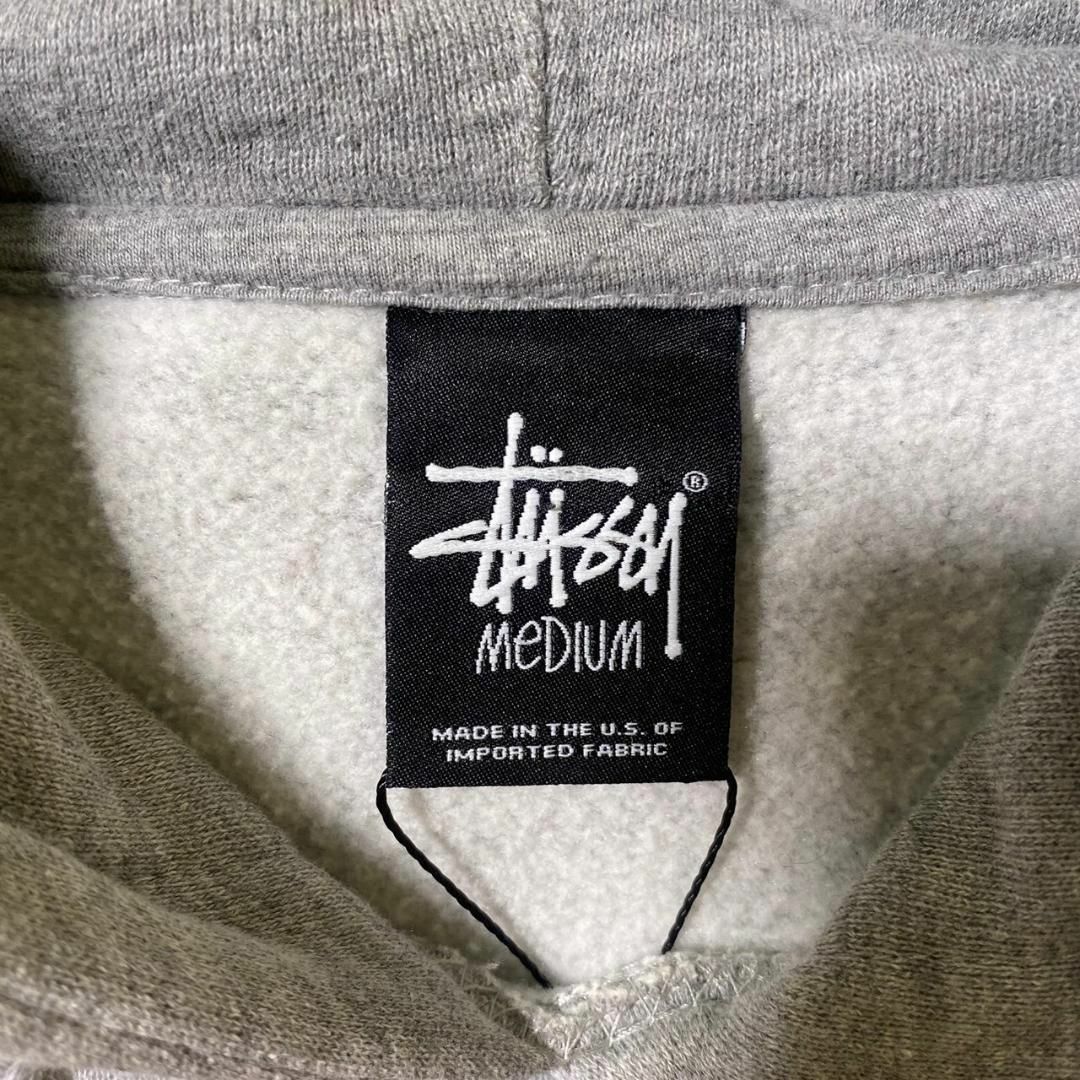 Stüssy ®
MeDIUM
MADE IN THE U.S. OF
IMPORTED FABRIC